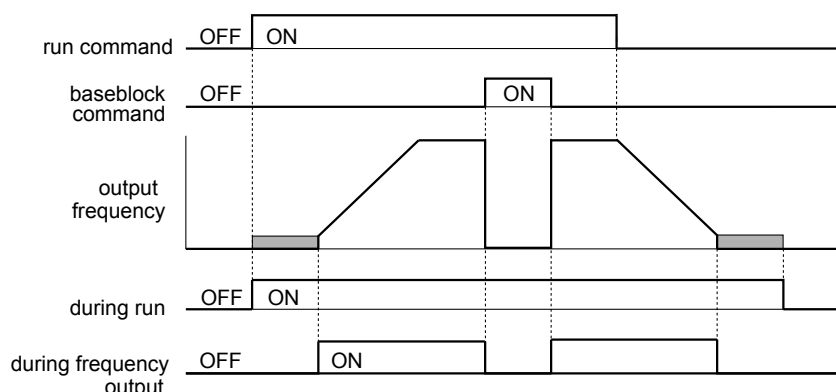 run command OFF ON
baseblock
command OFF ON
output
frequency
during run OFF ON
during frequency
output OFF ON